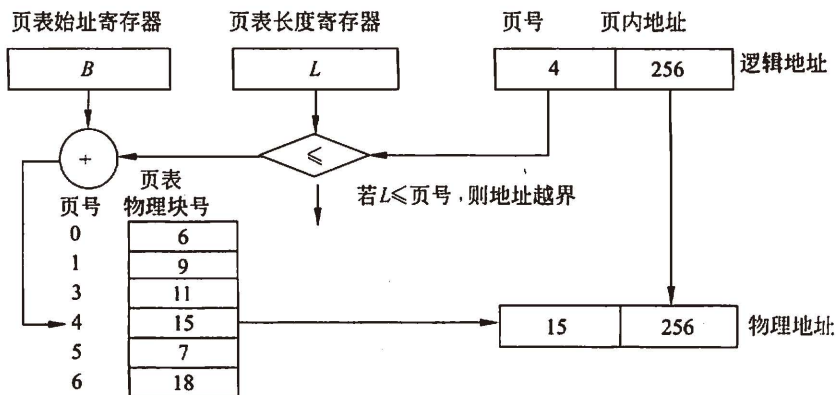 页表始址寄存器 页表长度寄存器 页号 页内地址
B L 4 256 逻辑地址
+ ≤
若L≤页号,则地址越界
页表
页号 物理块号
0 6
1 9
3 11
4 15 15 256 物理地址
5 7
6 18